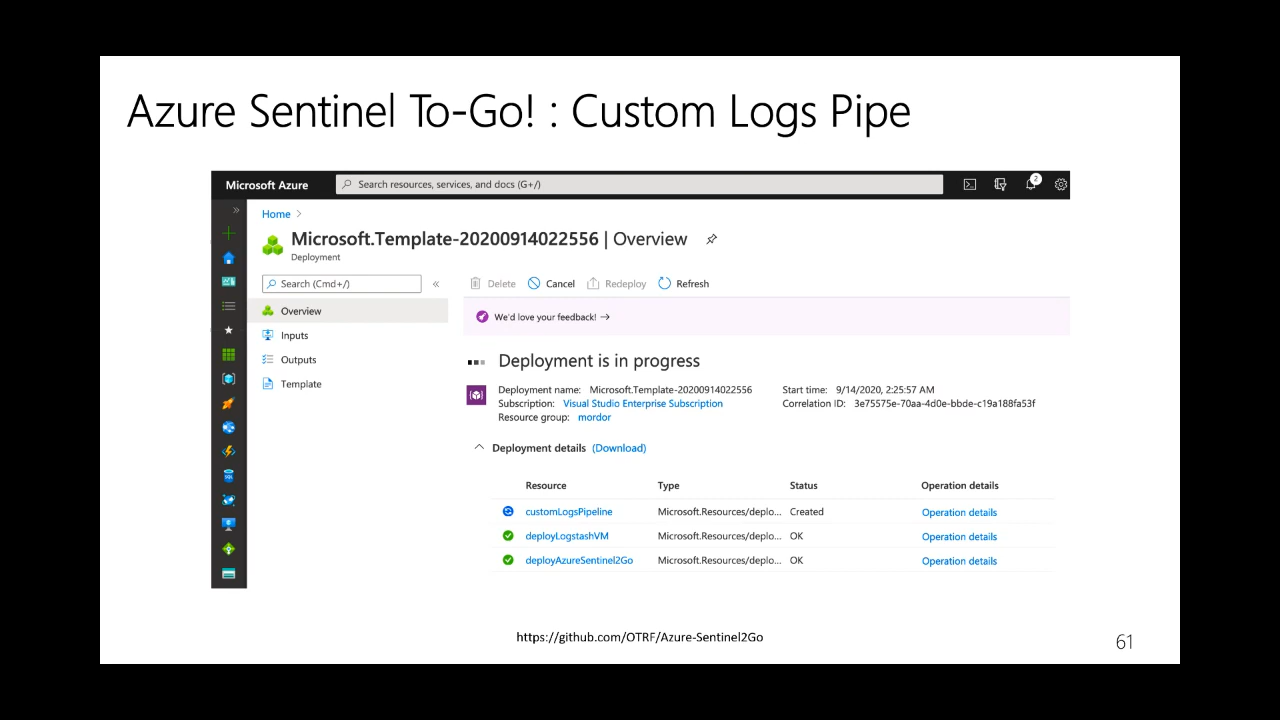 Azure Sentinel To-Go! : Custom Logs Pipe
Microsoft Azure
Search resources, services, and docs (G+/)
2
Home
Microsoft.Template-20200914022556 | Overview
Deployment
Search (Cmd+/)
Delete Cancel Redeploy Refresh
Overview
Inputs
Outputs
Template
We'd love your feedback! →
Deployment is in progress
Deployment name: Microsoft.Template-20200914022556 Start time: 9/14/2020, 2:25:57 AM
Subscription: Visual Studio Enterprise Subscription Correlation ID: 3e75575e-70aa-4d0e-bbde-c19a188fa53f
Resource group: mordor
Deployment details (Download)
Resource Type Status Operation details
customLogsPipeline Microsoft.Resources/deplo... Created Operation details
deployLogstashVM Microsoft.Resources/deplo... OK Operation details
deployAzureSentinel2Go Microsoft.Resources/deplo... OK Operation details
https://github.com/OTRF/Azure-Sentinel2Go
61